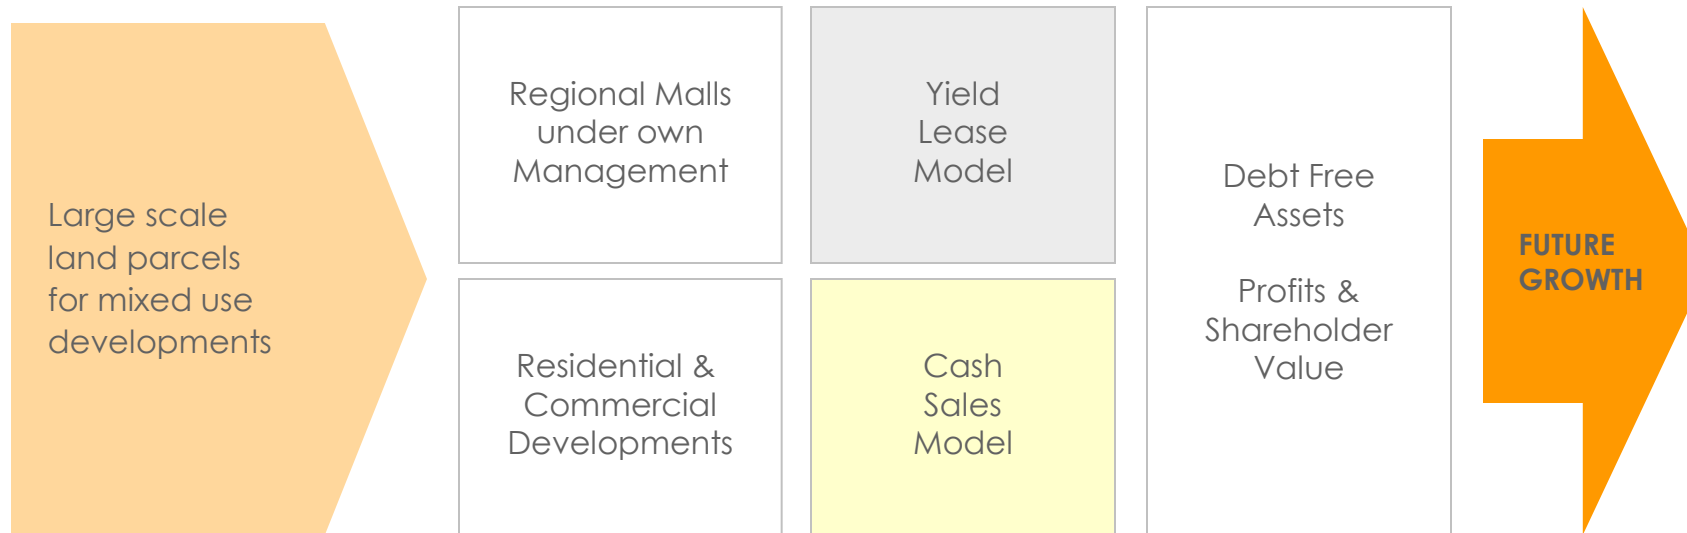 Large scale
land parcels
for mixed use
developments
Regional Malls
under own
Management
Residential &
Commercial
Developments
Yield
Lease
Model
Cash
Sales
Model
Debt Free
Assets
Profits &
Shareholder
Value
FUTURE
GROWTH